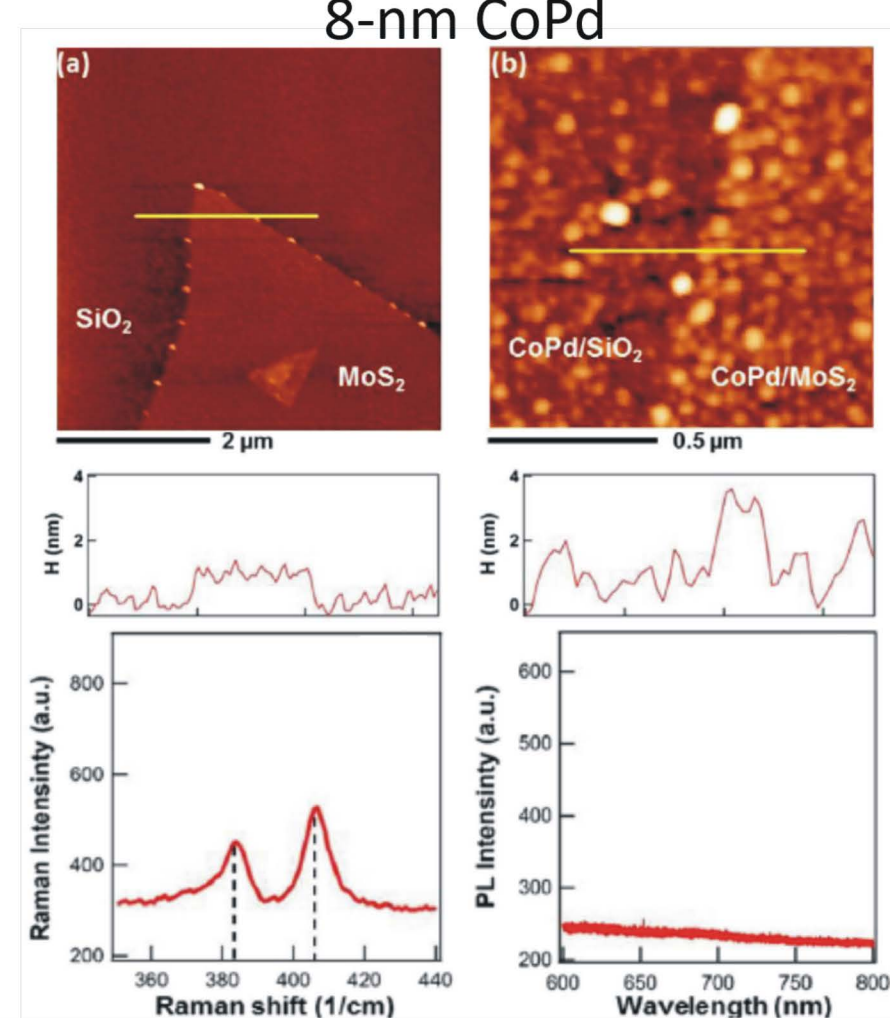 8-nm CoPd
(a)
SiO₂
MoS₂
2 µm
(b)
CoPd/SiO₂
CoPd/MoS₂
0.5 µm
H (nm)
4
2
0
H (nm)
4
2
0
Raman Intensinty (a.u.)
800
600
400
200
360 380 400 420 440
Raman shift (1/cm)
PL Intensinty (a.u.)
600
500
400
300
200
600 650 700 750 800
Wavelength (nm)